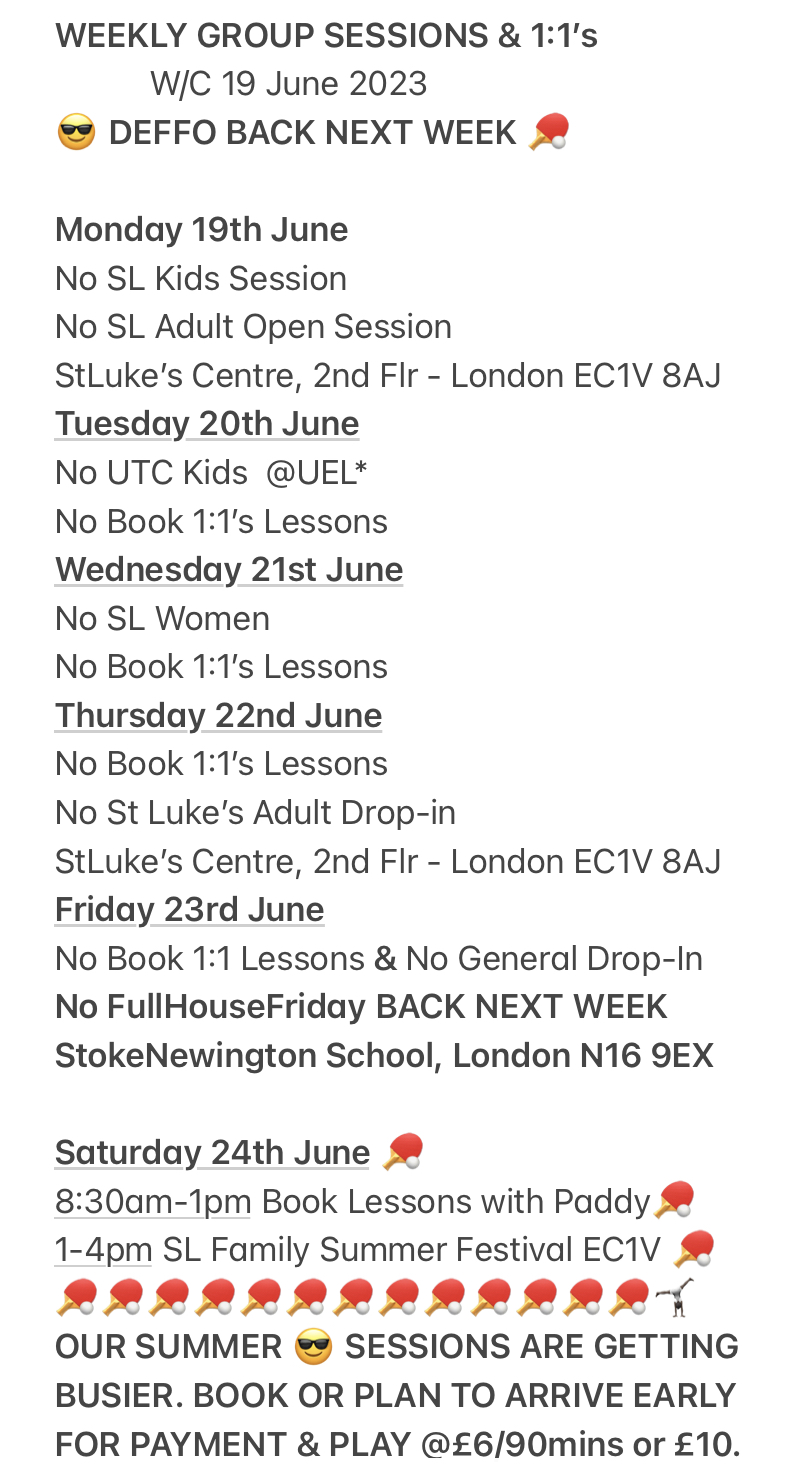 WEEKLY GROUP SESSIONS & 1:1’s
W/C 19 June 2023
😎 DEFFO BACK NEXT WEEK 🏓
Monday 19th June
No SL Kids Session
No SL Adult Open Session
StLuke’s Centre, 2nd Flr - London EC1V 8AJ
Tuesday 20th June
No UTC Kids  @UEL*
No Book 1:1’s Lessons
Wednesday 21st June
No SL Women
No Book 1:1’s Lessons
Thursday 22nd June
No Book 1:1’s Lessons
No St Luke’s Adult Drop-in
StLuke’s Centre, 2nd Flr - London EC1V 8AJ
Friday 23rd June
No Book 1:1 Lessons & No General Drop-In
No FullHouseFriday BACK NEXT WEEK
StokeNewington School, London N16 9EX
Saturday 24th June 🏓
8:30am-1pm Book Lessons with Paddy🏓
1-4pm SL Family Summer Festival EC1V 🏓
🏓🏓🏓🏓🏓🏓🏓🏓🏓🏓🏓🏓🏓🤸
OUR SUMMER 😎 SESSIONS ARE GETTING
BUSIER. BOOK OR PLAN TO ARRIVE EARLY
FOR PAYMENT & PLAY @£6/90mins or £10.